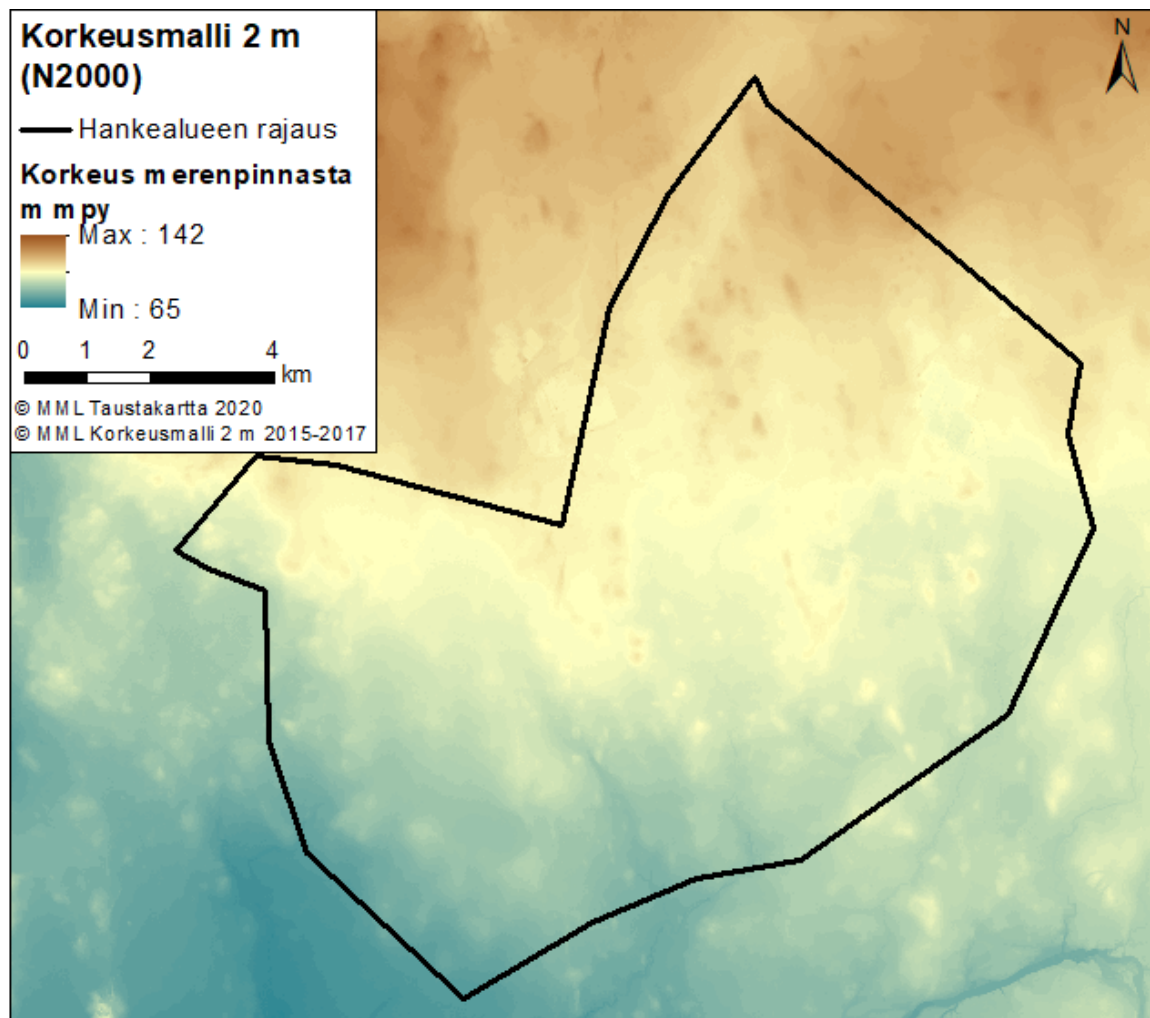 Korkeusmalli 2 m
(N2000)
Hankealueen rajaus
Korkeus merenpinnasta
m mpy
Max : 142
Min : 65
0 1 2 4
km
© MML Taustakartta 2020
© MML Korkeusmalli 2 m 2015-2017
N